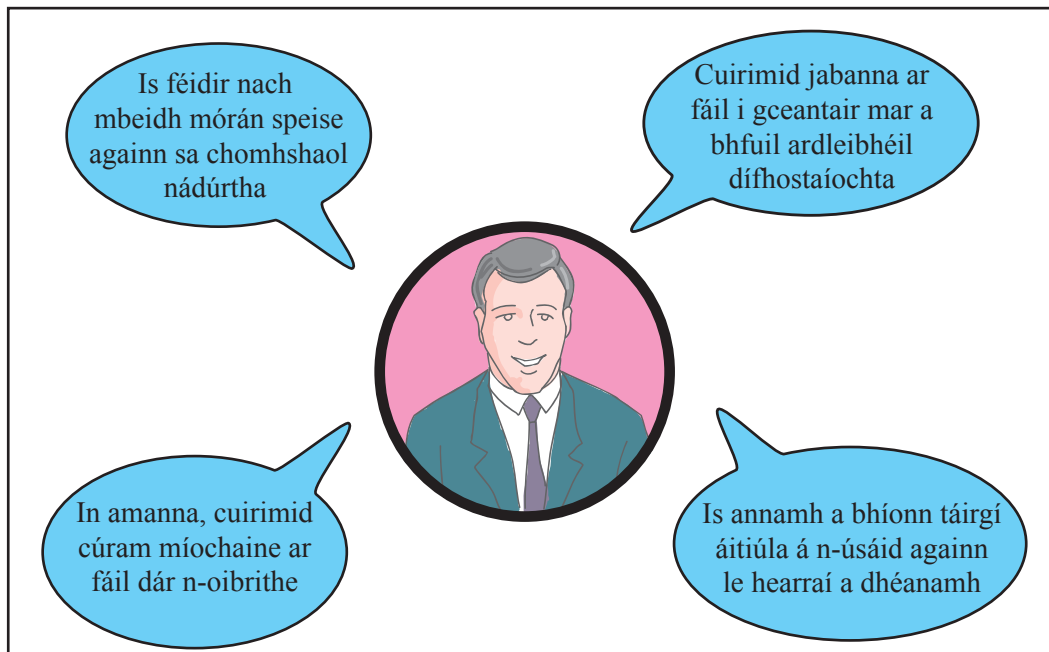 Is féidir nach
mbeidh mórán speise
againn sa chomhshaol
nádúrtha
Cuirimid jabanna ar
fáil i gceantair mar a
bhfuil ardleibhéil
dífhostaíochta
In amanna, cuirimid
cúram míochaine ar
fáil dár n-oibrithe
Is annamh a bhíonn táirgí
áitiúla á n-úsáid againn
le hearraí a dhéanamh